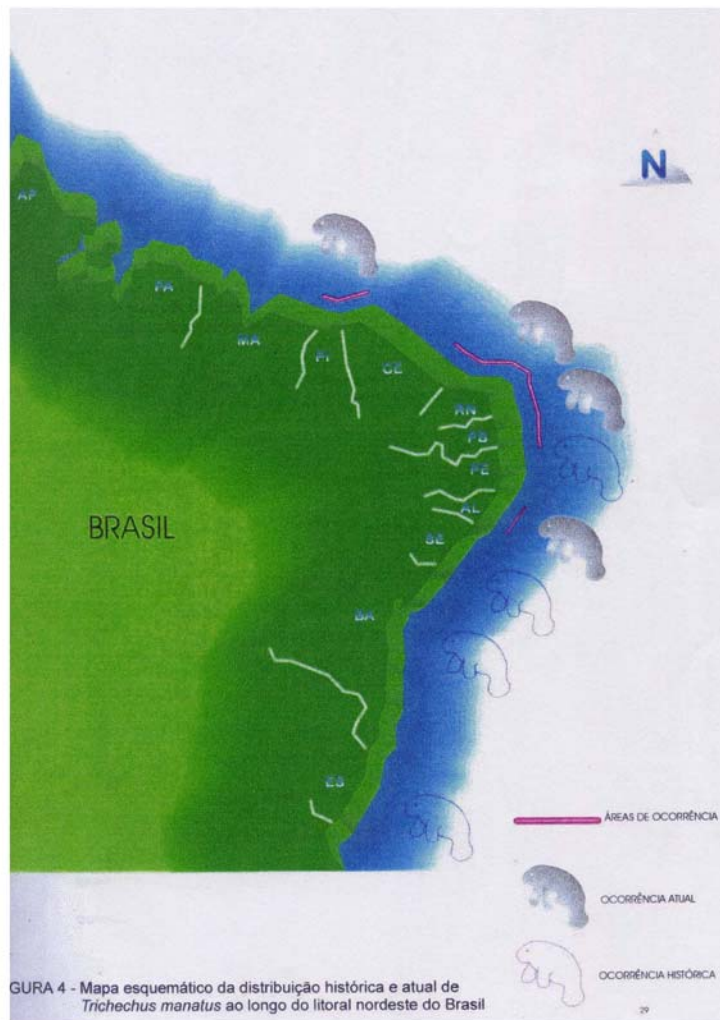 N
AP
PA
MA
PI
CE
RN
PB
PE
AL
SE
BA
ES
BRASIL
ÁREAS DE OCORRÊNCIA
OCORRÊNCIA ATUAL
OCORRÊNCIA HISTÓRICA
GURA 4 - Mapa esquemático da distribuição histórica e atual de
Trichechus manatus ao longo do litoral nordeste do Brasil
29